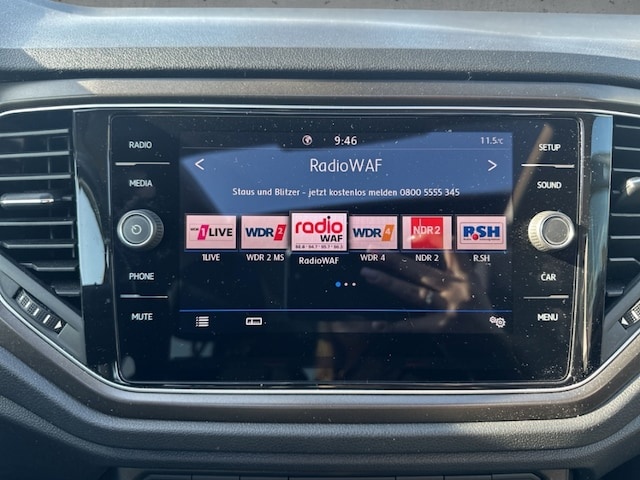 RADIO
MEDIA
PHONE
MUTE
SETUP
SOUND
CAR
MENU
9:46
11.5°C
RadioWAF
Staus und Blitzer - jetzt kostenlos melden 0800 5555 345
WDR 1LIVE
WDR 2
radio WAF
WDR 4
NDR 2
R.SH
1LIVE
WDR 2 MS
RadioWAF
WDR 4
NDR 2
R.SH